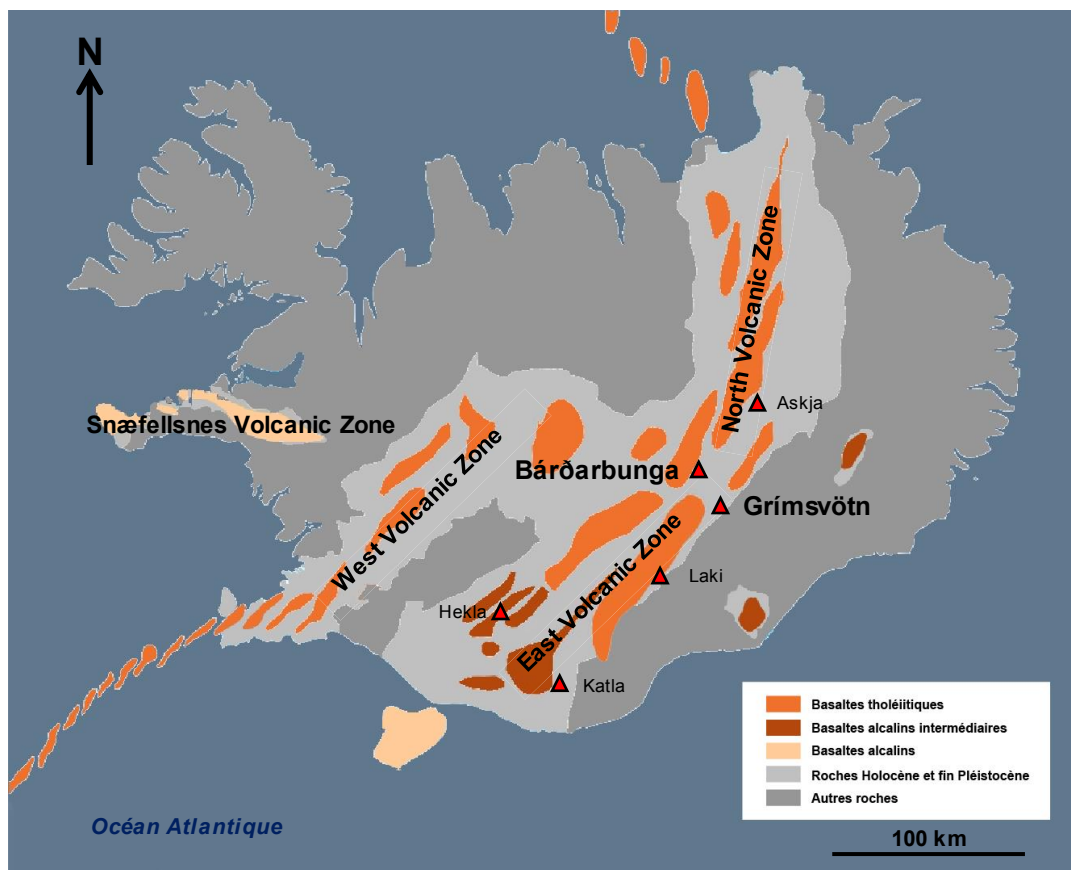 N
North Volcanic Zone
Askja
Snæfellsnes Volcanic Zone
West Volcanic Zone
Bárðarbunga
Grímsvötn
East Volcanic Zone
Laki
Hekla
Katla
Basaltes tholéiitiques
Basaltes alcalins intermédiaires
Basaltes alcalins
Roches Holocène et fin Pléistocène
Autres roches
Océan Atlantique
100 km